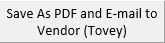 Save As PDF and E-mail to
Vendor (Tovey)